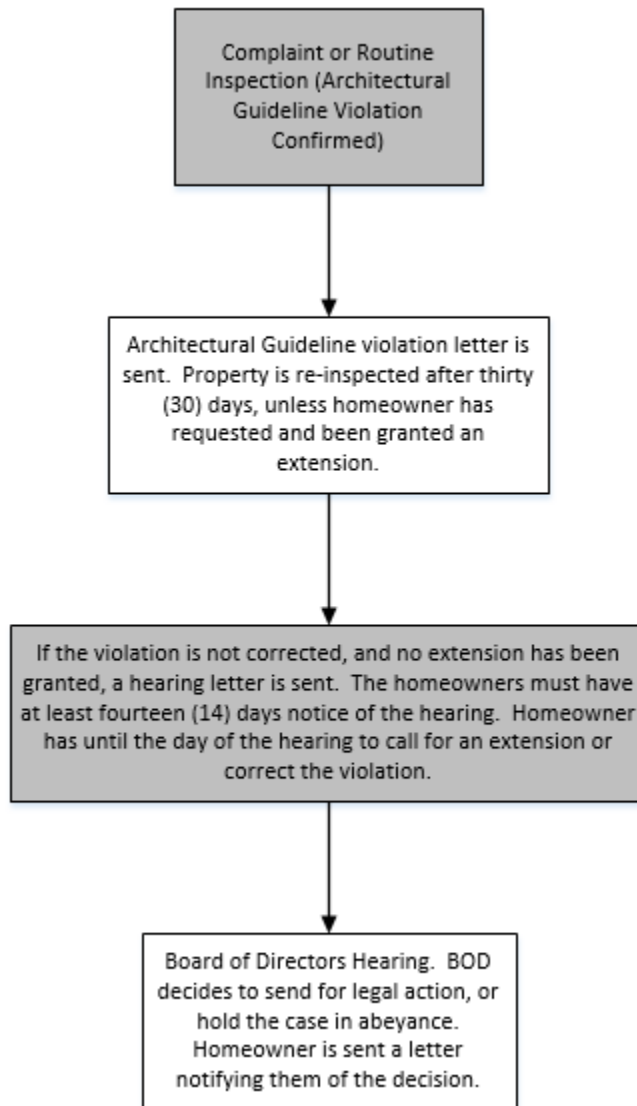 Complaint or Routine
Inspection (Architectural
Guideline Violation
Confirmed)
Architectural Guideline violation letter is
sent.  Property is re-inspected after thirty
(30) days, unless homeowner has
requested and been granted an
extension.
If the violation is not corrected, and no extension has been
granted, a hearing letter is sent.  The homeowners must have
at least fourteen (14) days notice of the hearing.  Homeowner
has until the day of the hearing to call for an extension or
correct the violation.
Board of Directors Hearing.  BOD
decides to send for legal action, or
hold the case in abeyance.
Homeowner is sent a letter
notifying them of the decision.